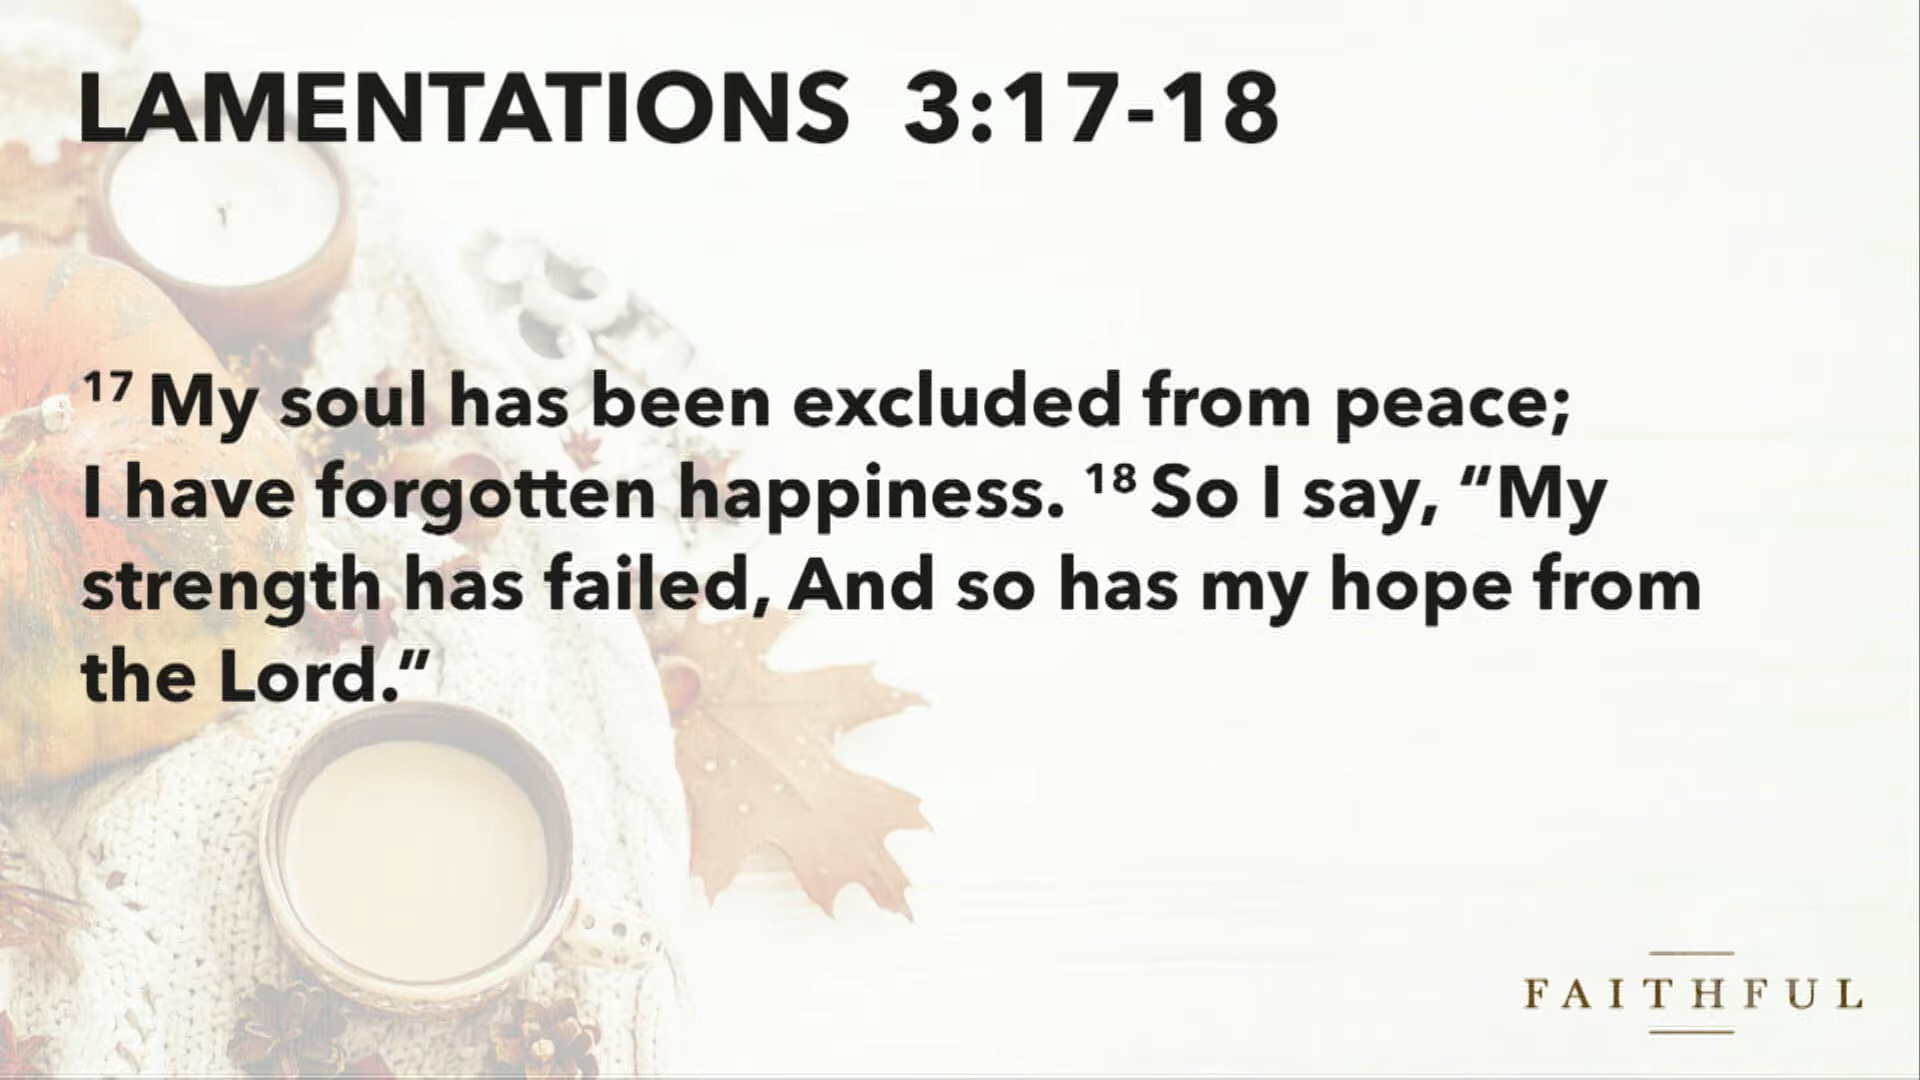 LAMENTATIONS 3:17-18
17 My soul has been excluded from peace;
I have forgotten happiness. 18 So I say, “My
strength has failed, And so has my hope from
the Lord.”
FAITHFUL